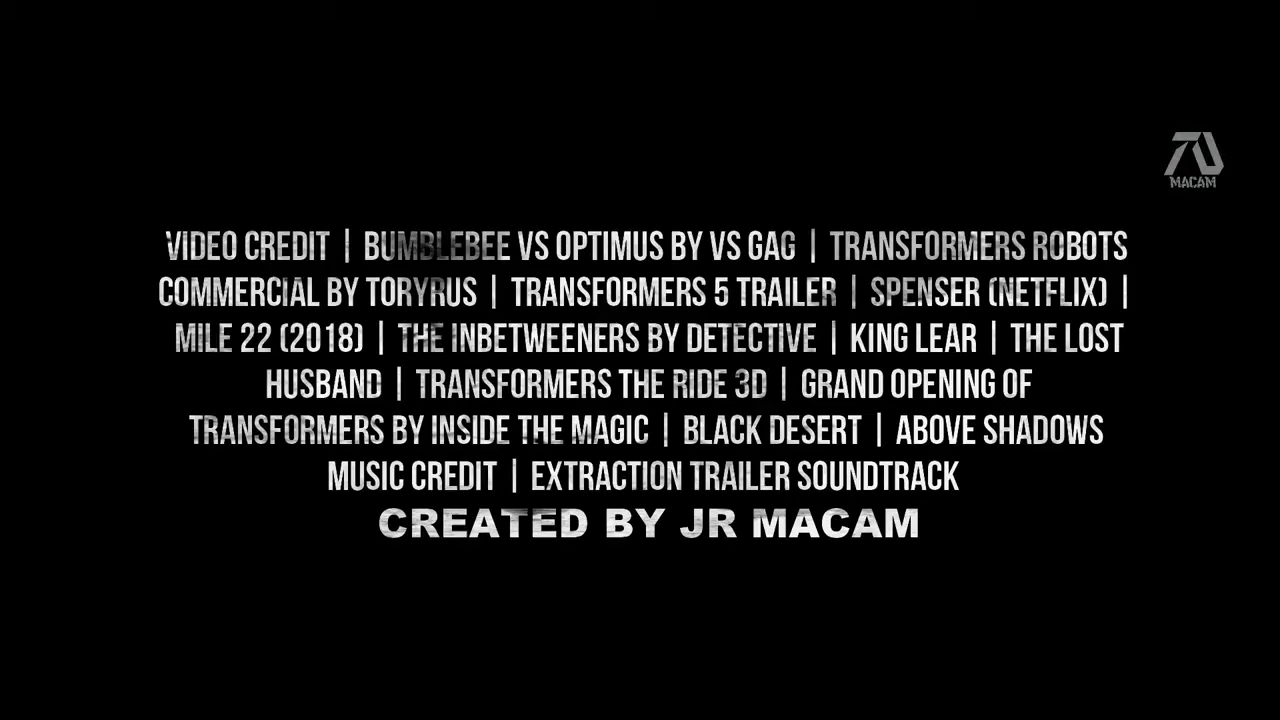 MACAM
VIDEO CREDIT | BUMBLEBEE VS OPTIMUS BY VS GAG | TRANSFORMERS ROBOTS
COMMERCIAL BY TORYRUS | TRANSFORMERS 5 TRAILER | SPENSER (NETFLIX) |
MILE 22 (2018) | THE INBETWEENERS BY DETECTIVE | KING LEAR | THE LOST
HUSBAND | TRANSFORMERS THE RIDE 3D | GRAND OPENING OF
TRANSFORMERS BY INSIDE THE MAGIC | BLACK DESERT | ABOVE SHADOWS
MUSIC CREDIT | EXTRACTION TRAILER SOUNDTRACK
CREATED BY JR MACAM